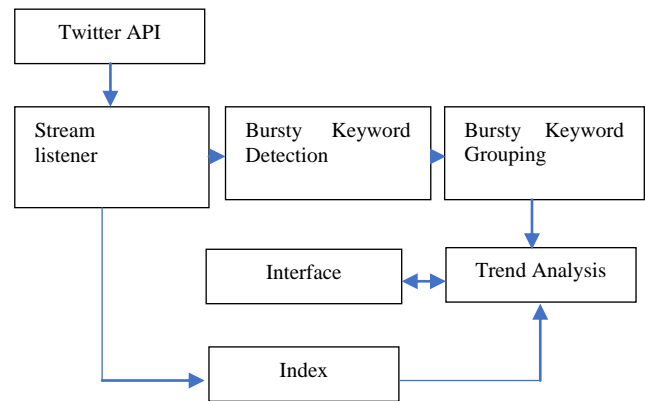 Twitter API
Stream
listener
Bursty Keyword
Detection
Bursty Keyword
Grouping
Interface
Trend Analysis
Index